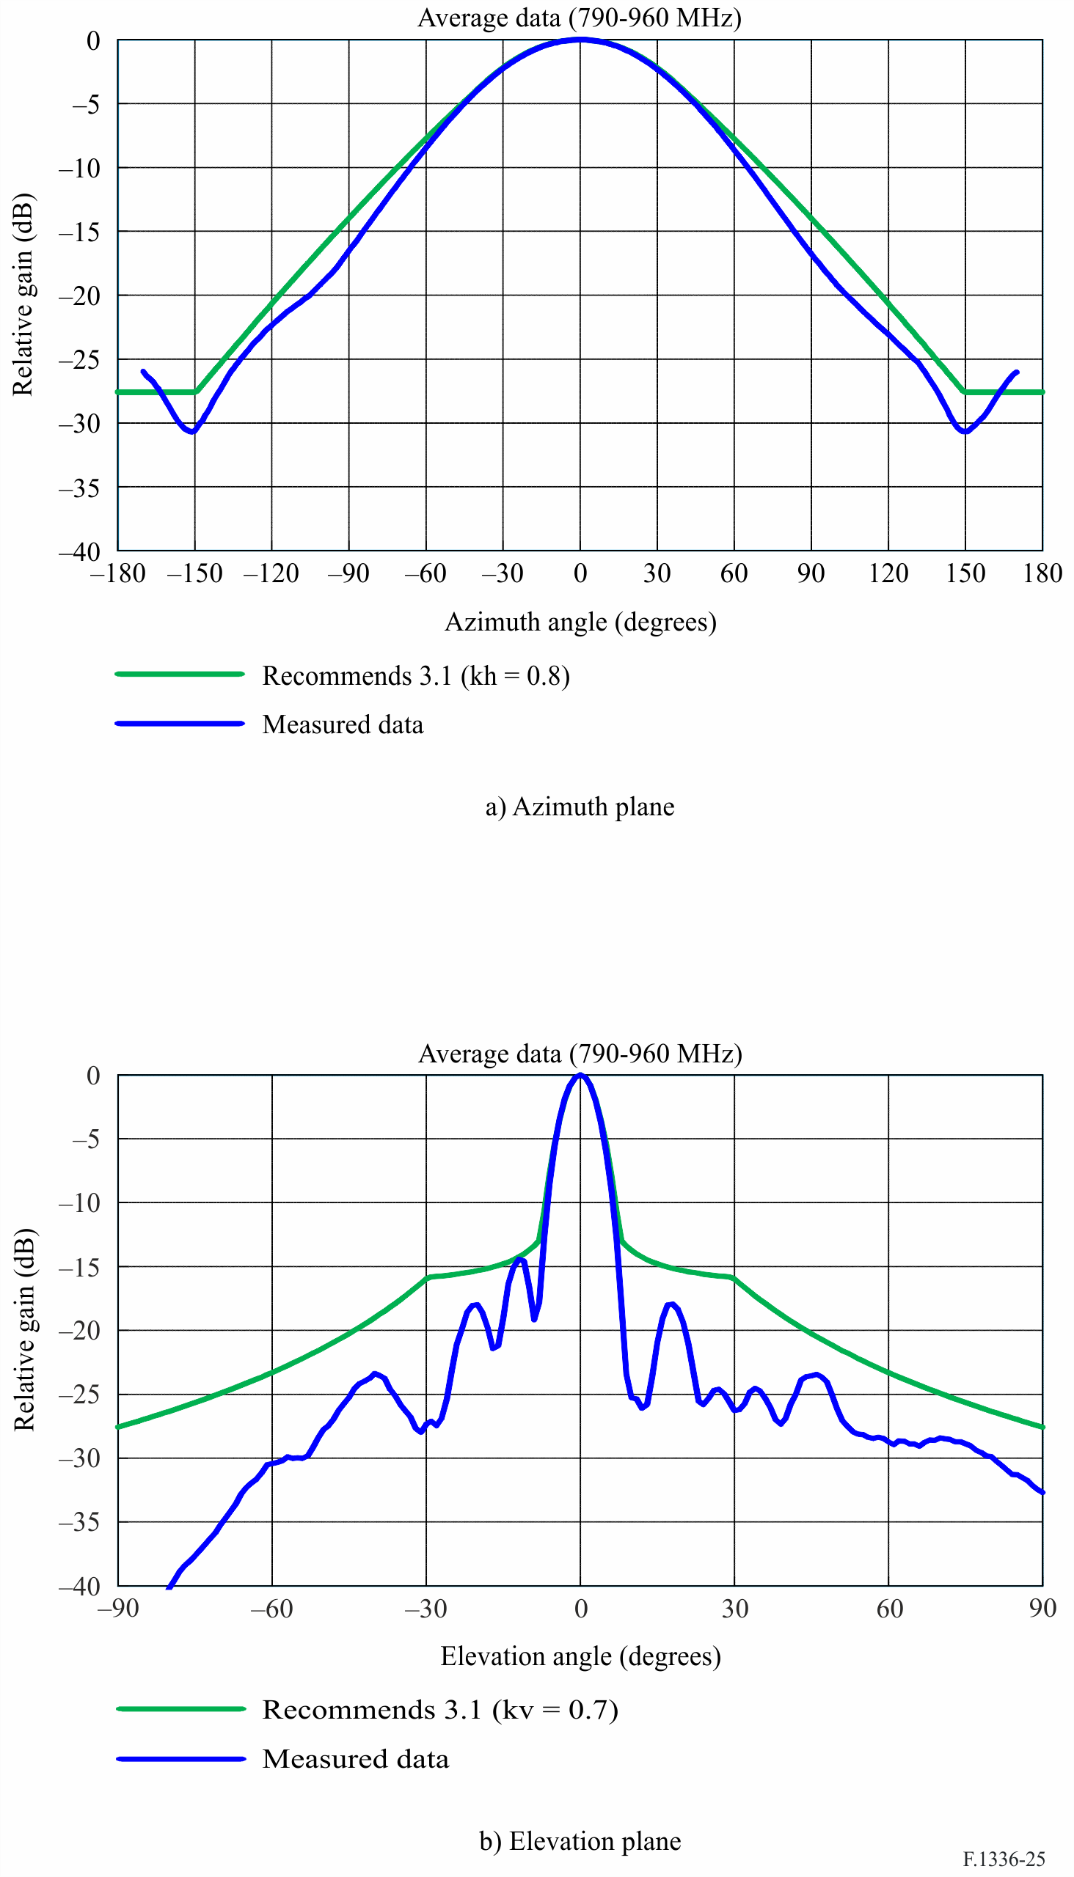 Average data (790-960 MHz)
0
–5
–10
–15
–20
–25
–30
–35
–40
Relative gain (dB)
–180 –150 –120 –90 –60 –30 0 30 60 90 120 150 180
Azimuth angle (degrees)
Recommends 3.1 (kh = 0.8)
Measured data
a) Azimuth plane
Average data (790-960 MHz)
0
–5
–10
–15
–20
–25
–30
–35
–40
Relative gain (dB)
–90 –60 –30 0 30 60 90
Elevation angle (degrees)
Recommends 3.1 (kv = 0.7)
Measured data
b) Elevation plane
F.1336-25